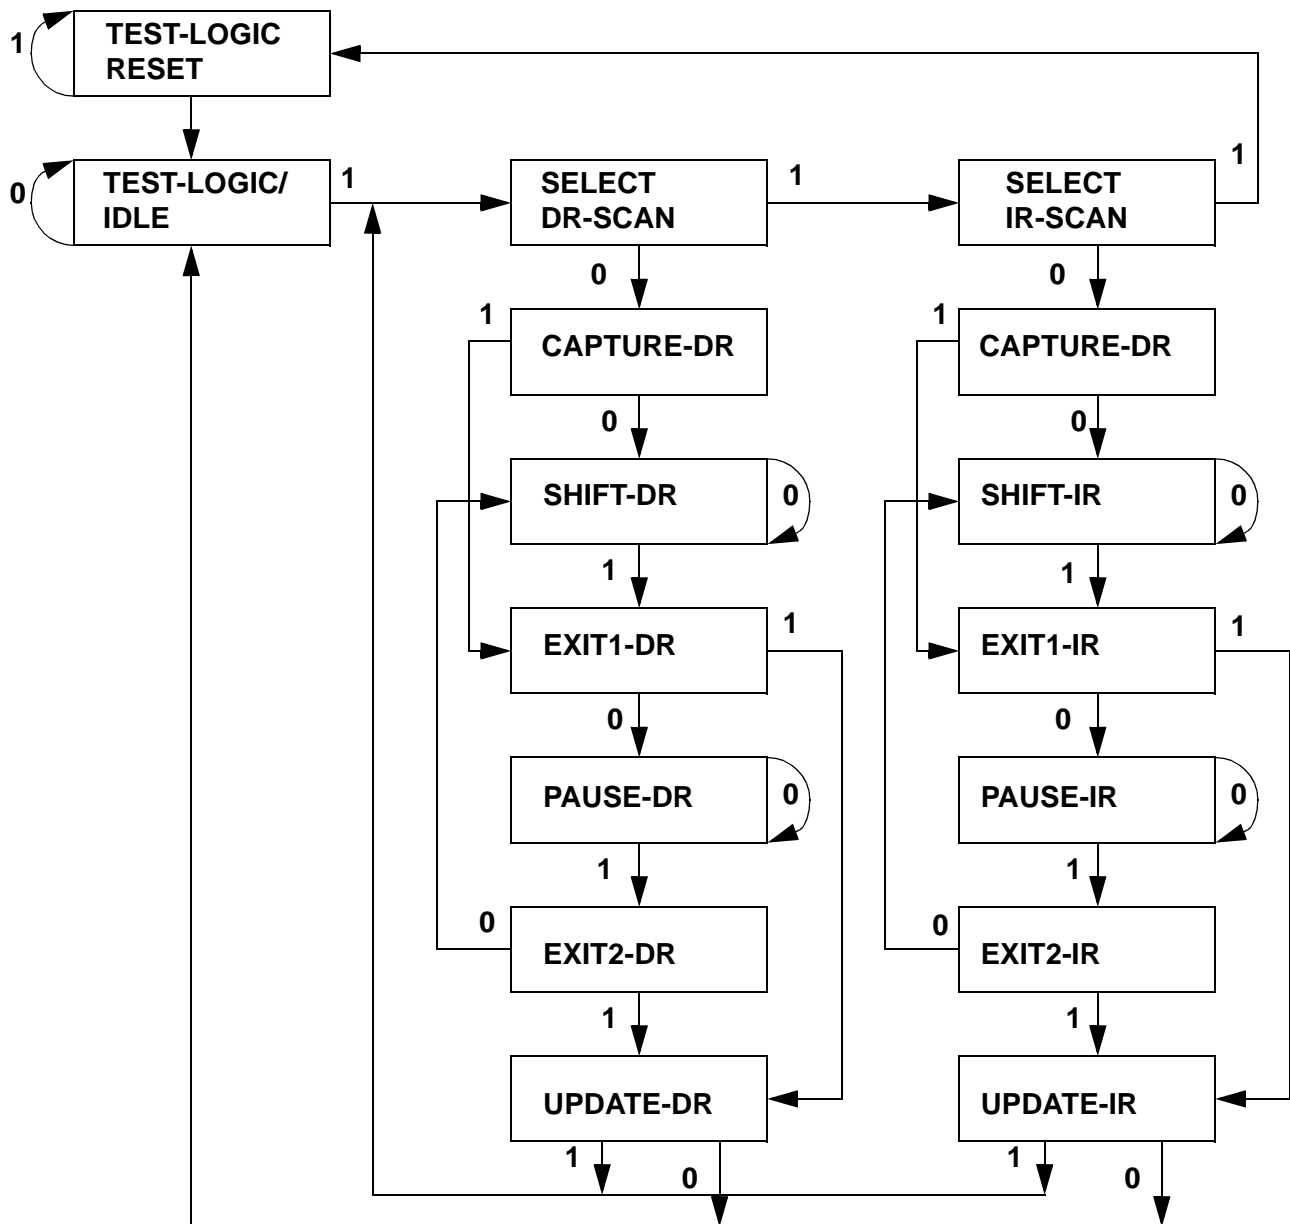 1
TEST-LOGIC
RESET
0
TEST-LOGIC/
IDLE
1
SELECT
DR-SCAN
1
SELECT
IR-SCAN
1
0
0
1
CAPTURE-DR
1
CAPTURE-DR
0
0
SHIFT-DR
0
SHIFT-IR
0
1
1
EXIT1-DR
1
EXIT1-IR
1
0
0
PAUSE-DR
0
PAUSE-IR
0
1
1
0
EXIT2-DR
0
EXIT2-IR
1
1
UPDATE-DR
UPDATE-IR
1
0
1
0